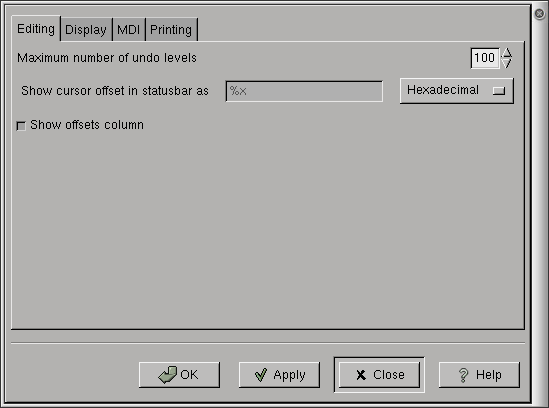 Editing Display MDI Printing
Maximum number of undo levels 100
Show cursor offset in statusbar as %x Hexadecimal
Show offsets column
OK Apply Close Help